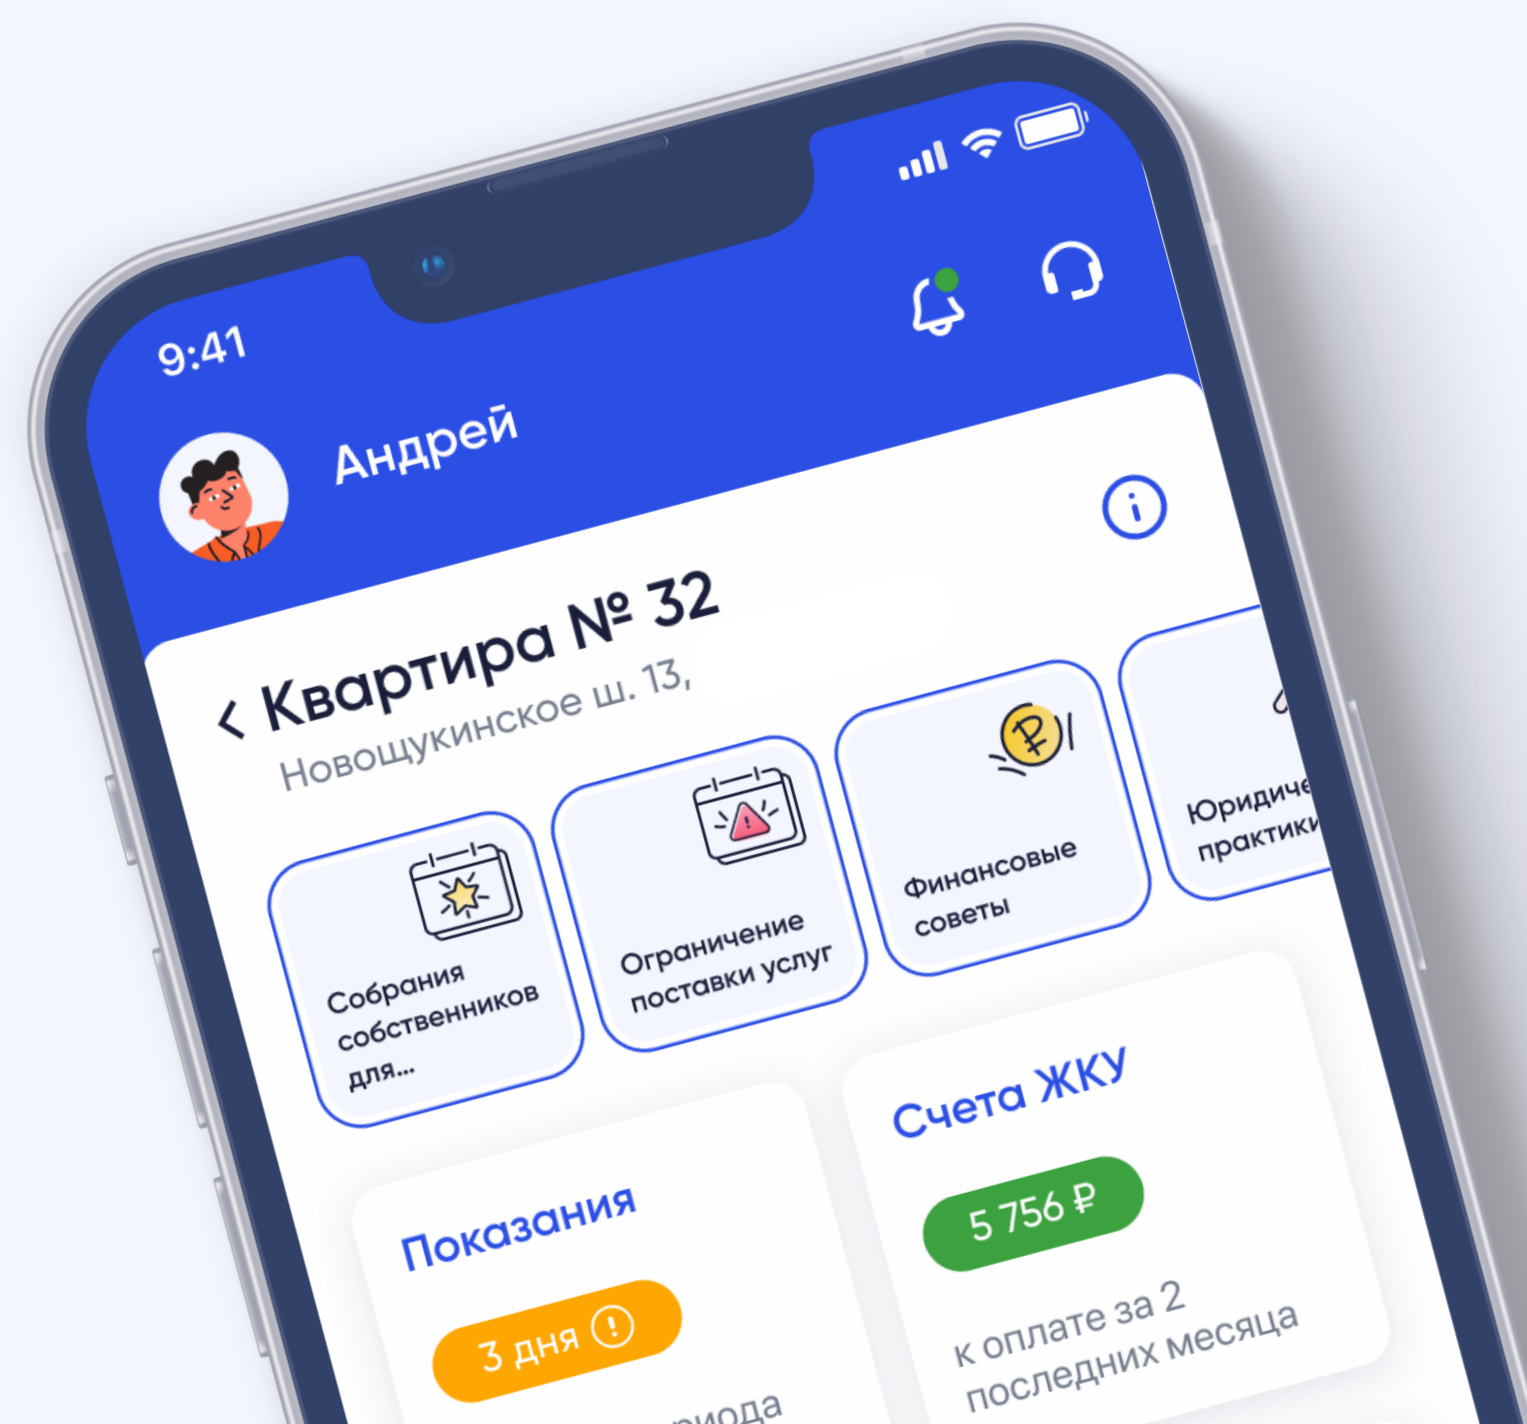 9:41
Андрей
Квартира № 32
Новощукинское ш. 13,
Собрания
собственников
для...
Ограничение
поставки услуг
Финансовые
советы
практики
Счета ЖКУ
5 756 ₽
к оплате за 2
последних месяца
Показания
3 дня